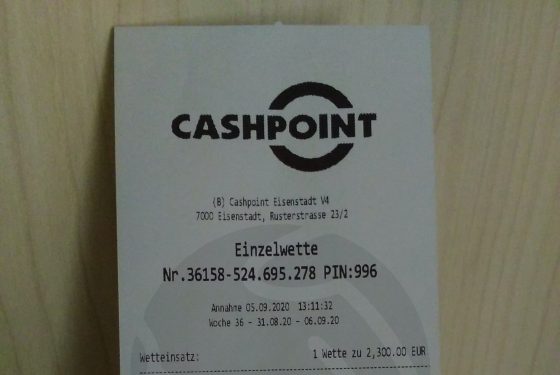 CASHPOINT
(B) Cashpoint Eisenstadt V4
7000 Eisenstadt, Rusterstrasse 23/2
Einzelwette
Nr.36158-524.695.278 PIN:996
Annahme 05.09.2020 13:11:32
Woche 36 - 31.08.20 - 06.09.20
Wetteinsatz: 1 Wette zu 2,300.00 EUR